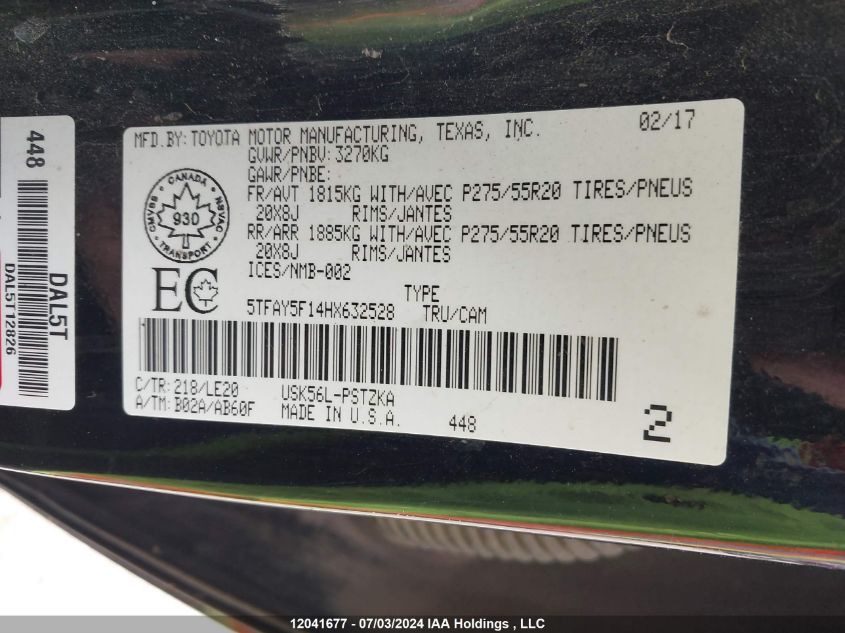 448
DAL5T
DAL5T12826
MFD.BY: TOYOTA MOTOR MANUFACTURING, TEXAS, INC. 02/17
GVWR/PNBV: 3270KG
GAWR/PNBE:
FR/AVT 1815KG WITH/AVEC P275/55R20 TIRES/PNEUS
20X8J RIMS/JANTES
RR/ARR 1885KG WITH/AVEC P275/55R20 TIRES/PNEUS
20X8J RIMS/JANTES
ICES/NMB-002
CANADA
CMVSS 930 NSVAC
TRANSPORT
EC
TYPE
5TFAY5F14HX632528 TRU/CAM
C/TR: 218/LE20 USK56L-PSTZKA
A/TM: B02A/AB60F MADE IN U.S.A. 448
2
12041677 - 07/03/2024 IAA Holdings , LLC